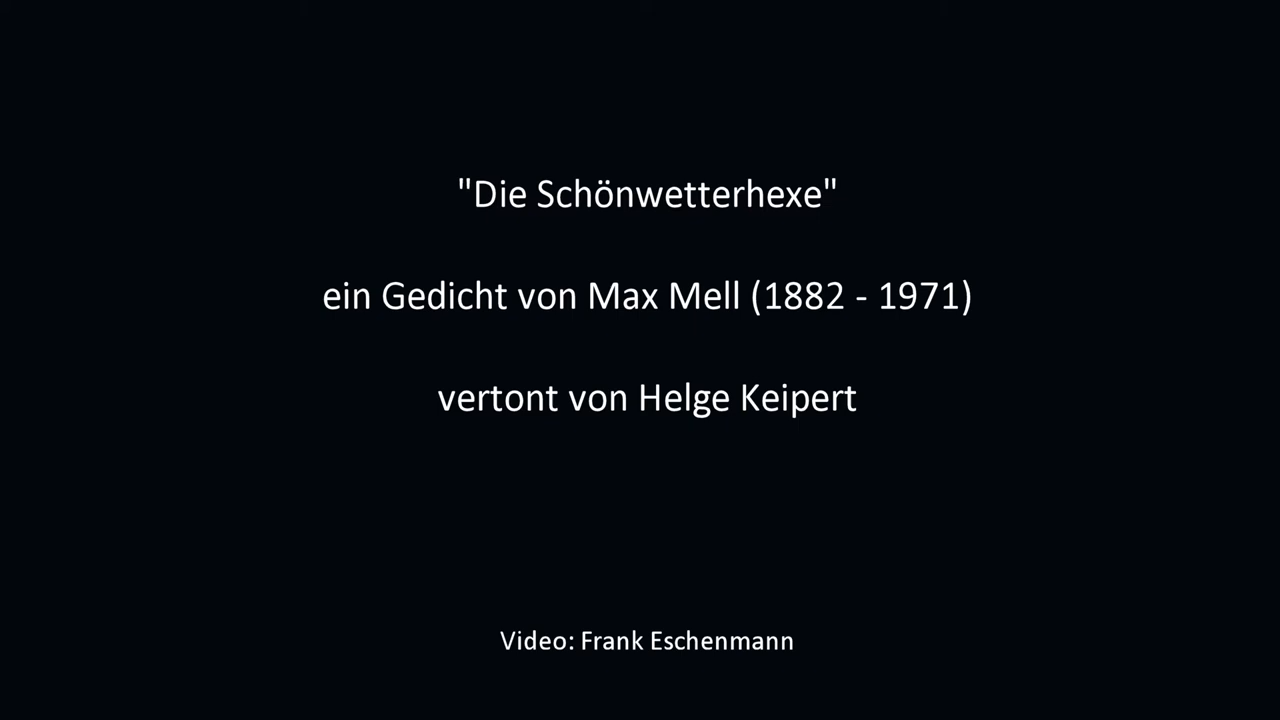 "Die Schönwetterhexe"
ein Gedicht von Max Mell (1882 - 1971)
vertont von Helge Keipert
Video: Frank Eschenmann